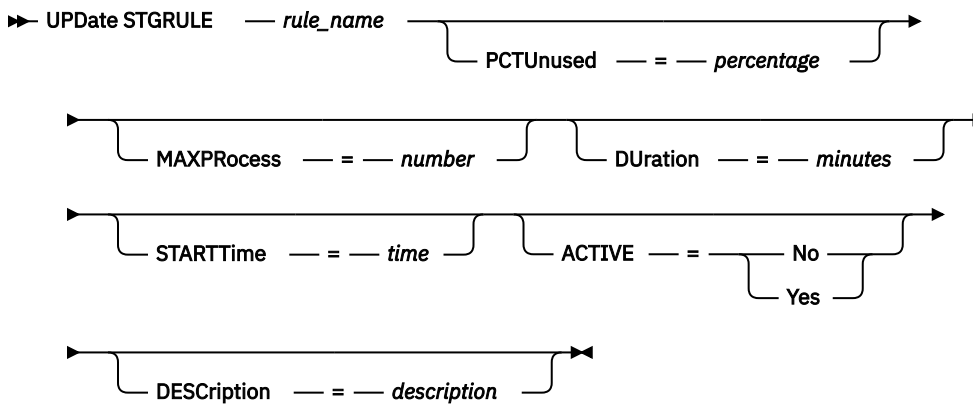 UPDate STGRULE rule_name
PCTUnused = percentage
MAXPRocess = number DUration = minutes
STARTTime = time ACTIVE = No
Yes
DESCription = description